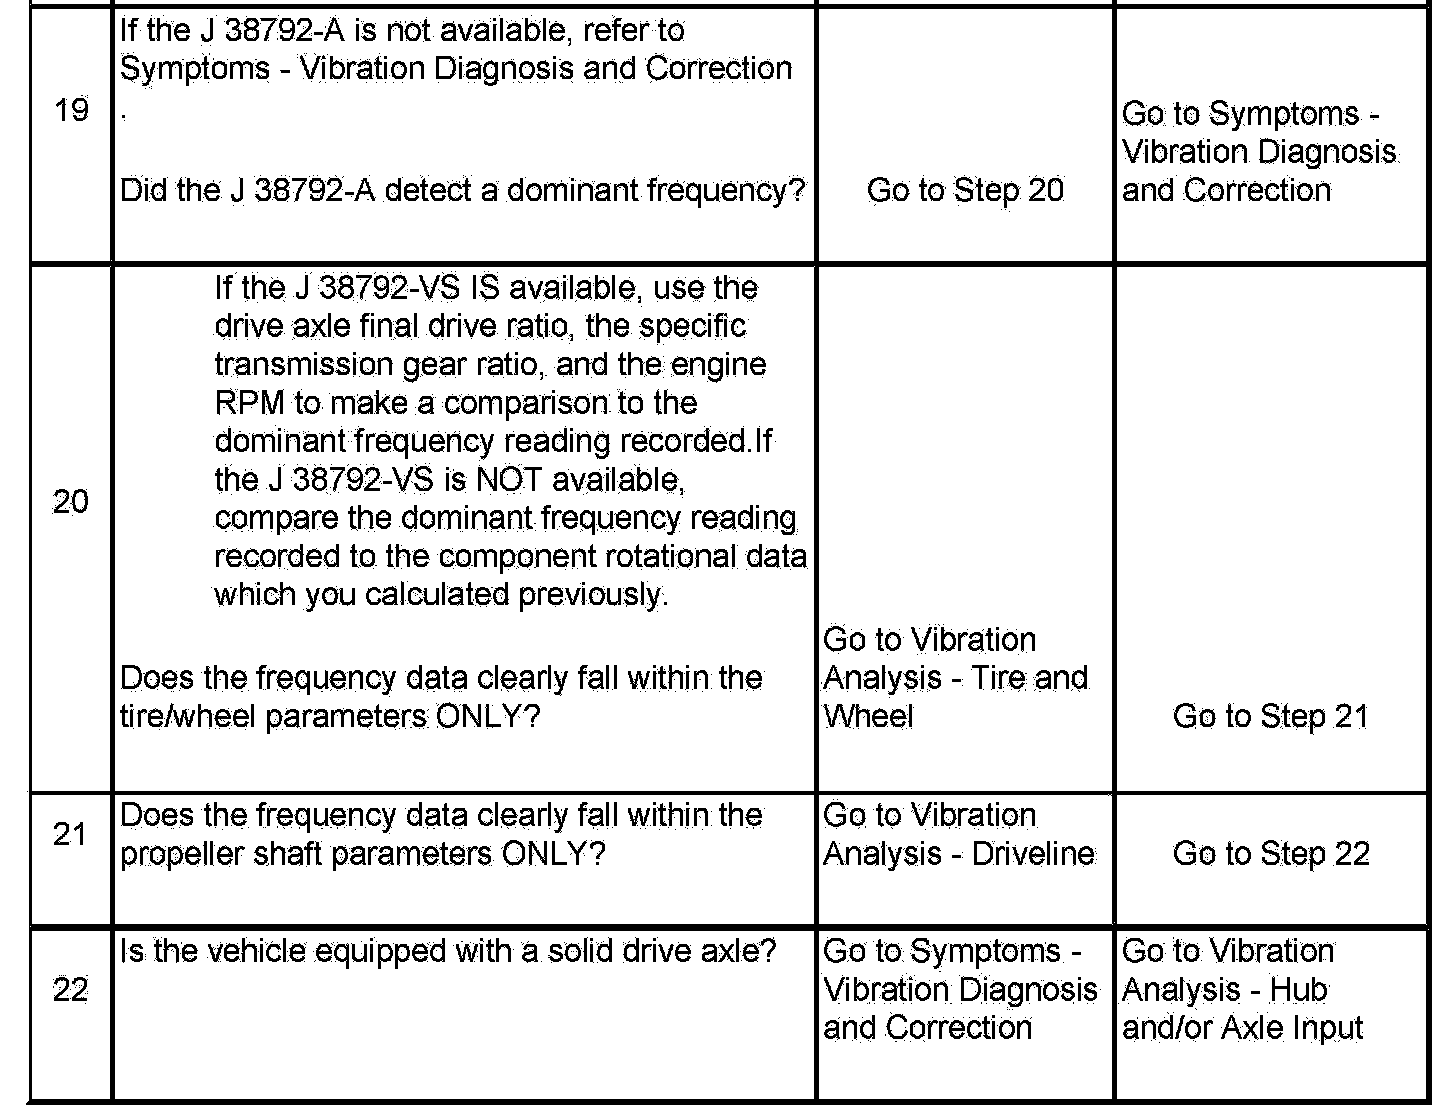 19
If the J 38792-A is not available, refer to
Symptoms - Vibration Diagnosis and Correction
.
Did the J 38792-A detect a dominant frequency?
Go to Step 20
Go to Symptoms -
Vibration Diagnosis
and Correction
20
If the J 38792-VS IS available, use the
drive axle final drive ratio, the specific
transmission gear ratio, and the engine
RPM to make a comparison to the
dominant frequency reading recorded.If
the J 38792-VS is NOT available,
compare the dominant frequency reading
recorded to the component rotational data
which you calculated previously.
Does the frequency data clearly fall within the
tire/wheel parameters ONLY?
Go to Vibration
Analysis - Tire and
Wheel
Go to Step 21
21
Does the frequency data clearly fall within the
propeller shaft parameters ONLY?
Go to Vibration
Analysis - Driveline
Go to Step 22
22
Is the vehicle equipped with a solid drive axle?
Go to Symptoms -
Vibration Diagnosis
and Correction
Go to Vibration
Analysis - Hub
and/or Axle Input